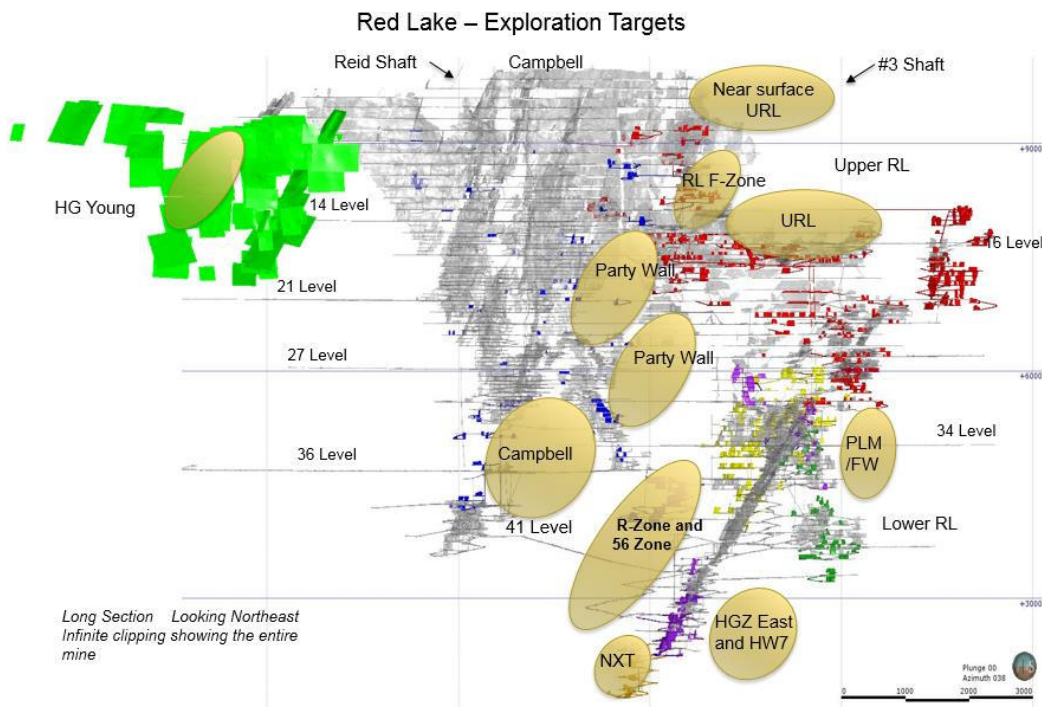 Red Lake – Exploration Targets
Reid Shaft
Campbell
#3 Shaft
Near surface
URL
+9000
Upper RL
RL F-Zone
HG Young
14 Level
URL
16 Level
Party Wall
21 Level
27 Level
Party Wall
+6000
34 Level
PLM
/FW
36 Level
Campbell
41 Level
R-Zone and
56 Zone
Lower RL
+3000
Long Section Looking Northeast
Infinite clipping showing the entire
mine
HGZ East
and HW7
NXT
Plunge 00
Azimuth 038
0 1000 2000 3000